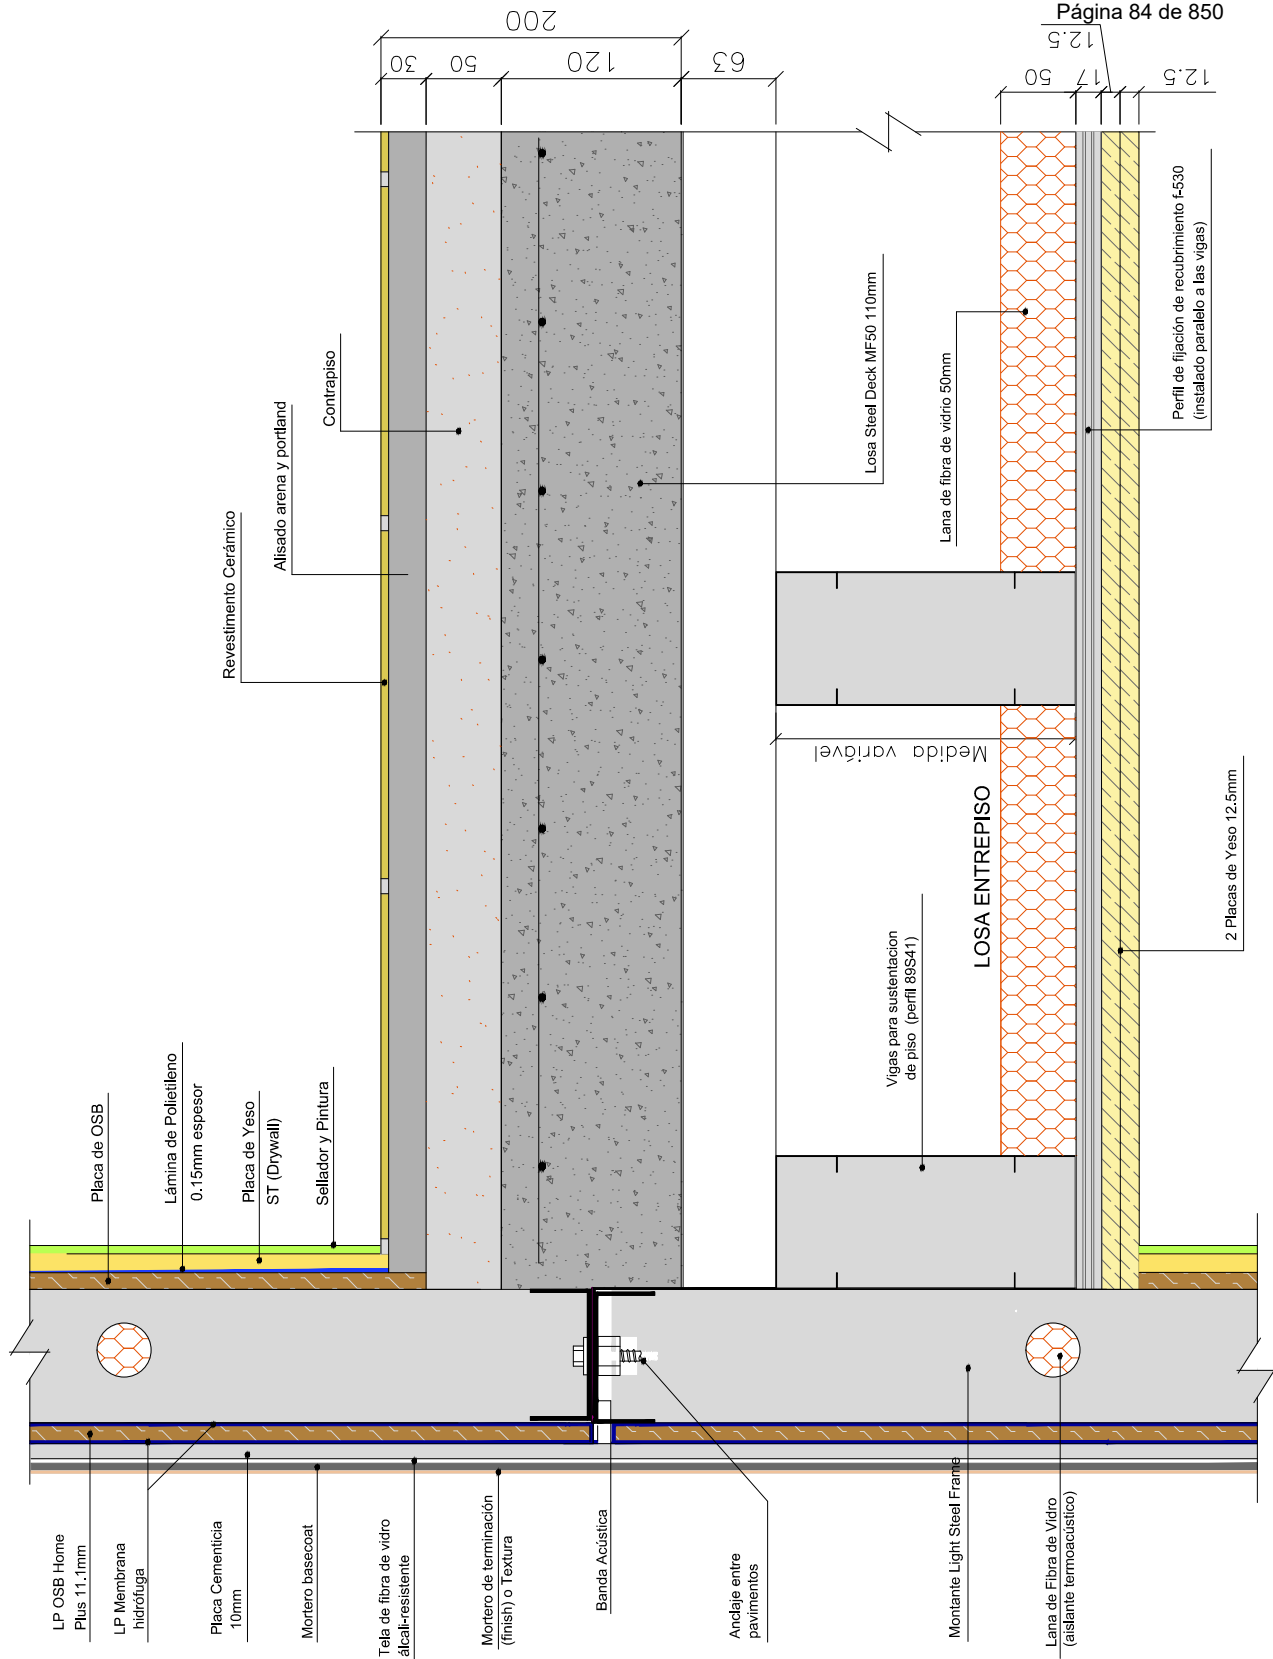 Página 84 de 850
200
30
50
120
63
50
17
12.5
12.5
Revestimento Cerámico
Alisado arena y portland
Contrapiso
Losa Steel Deck MF50 110mm
Lana de fibra de vidrio 50mm
Perfil de fijación de recubrimiento f-530
(instalado paralelo a las vigas)
Placa de OSB
Lámina de Polietileno
0.15mm espesor
Placa de Yeso
ST (Drywall)
Sellador y Pintura
Medida variável
Vigas para sustentacion
de piso (perfil 89S41)
LOSA ENTREPISO
2 Placas de Yeso 12.5mm
LP OSB Home
Plus 11.1mm
LP Membrana
hidrófuga
Placa Cementicia
10mm
Mortero basecoat
Tela de fibra de vidro
álcali-resistente
Mortero de terminación
(finish) o Textura
Banda Acústica
Andaje entre
pavimentos
Montante Light Steel Frame
Lana de Fibra de Vidro
(aislante termoacústico)